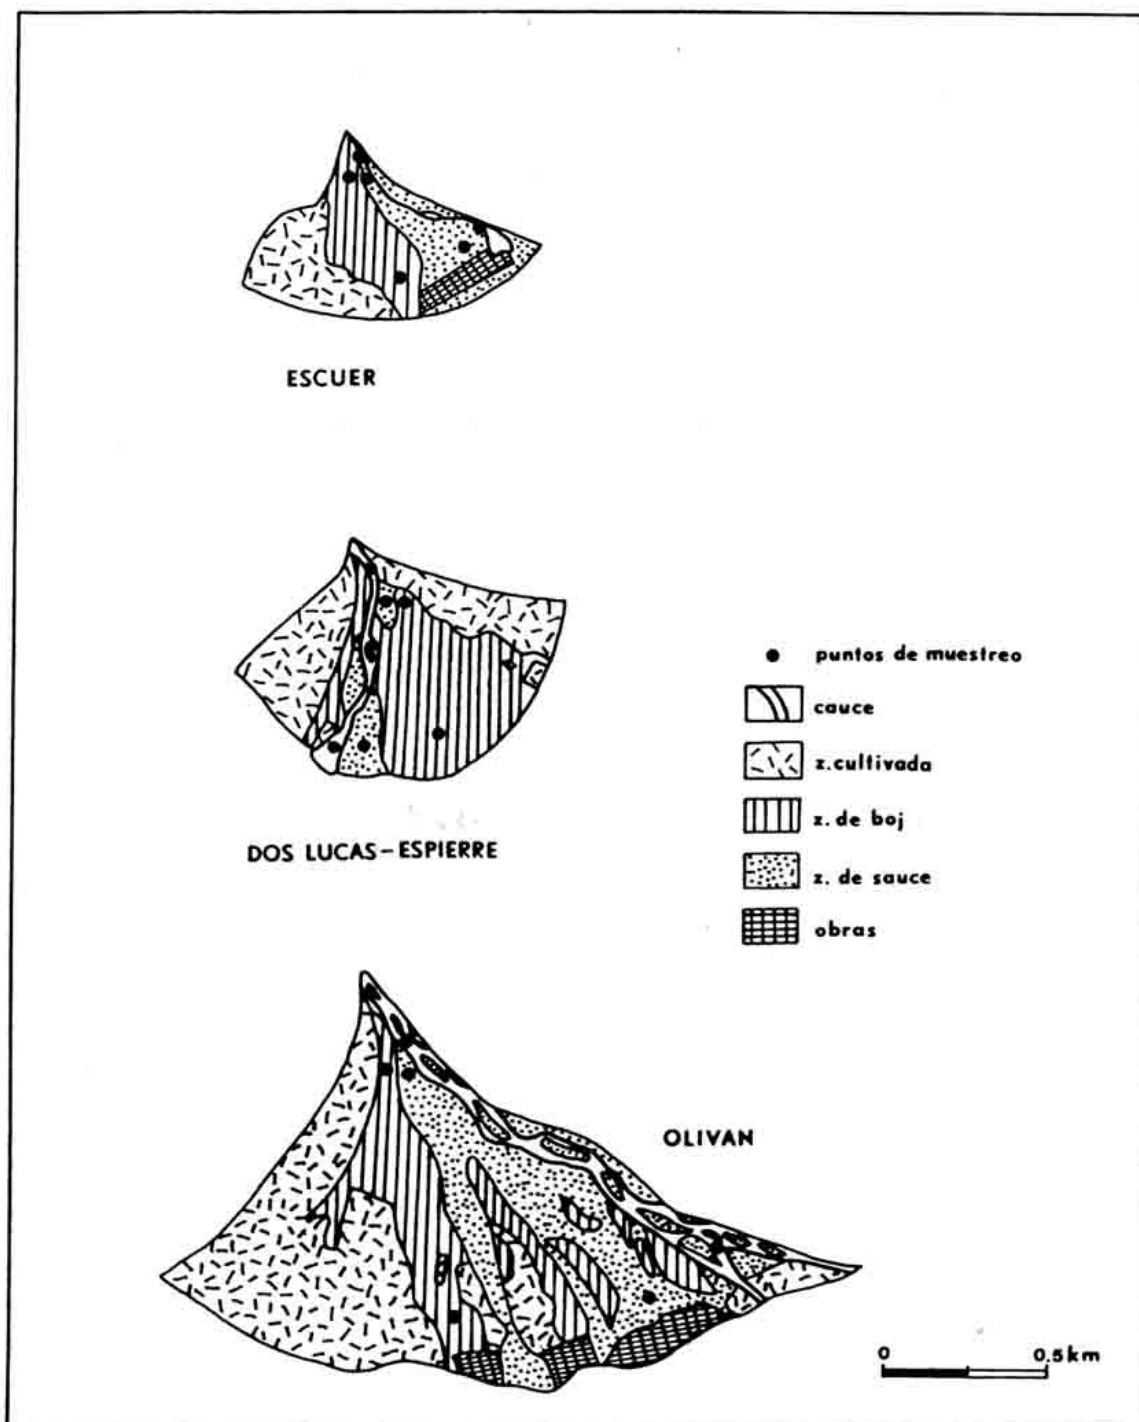 ESCUER
DOS LUCAS-ESPIERRE
puntos de muestreo
cauce
z.cultivada
z. de boj
z. de sauce
obras
OLIVAN
0 0.5km